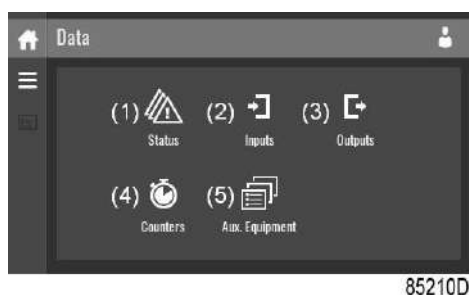 Data
(1) (2) (3)
Status Inputs Outputs
(4) (5)
Counters Aux. Equipment
85210D